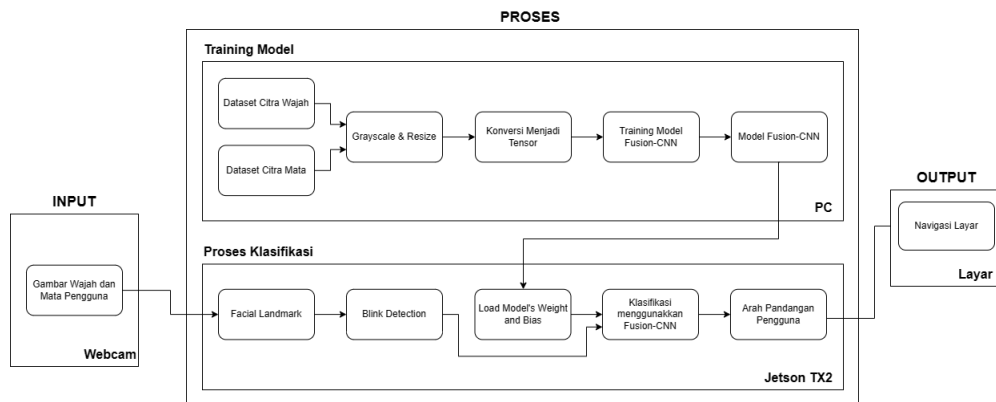 PROSES
Training Model
Dataset Citra Wajah
Dataset Citra Mata
Grayscale & Resize
Konversi Menjadi
Tensor
Training Model
Fusion-CNN
Model Fusion-CNN
PC
INPUT
Gambar Wajah dan
Mata Pengguna
Webcam
Proses Klasifikasi
Facial Landmark
Blink Detection
Load Model's Weight
and Bias
Klasifikasi
menggunakkan
Fusion-CNN
Arah Pandangan
Pengguna
Jetson TX2
OUTPUT
Navigasi Layar
Layar